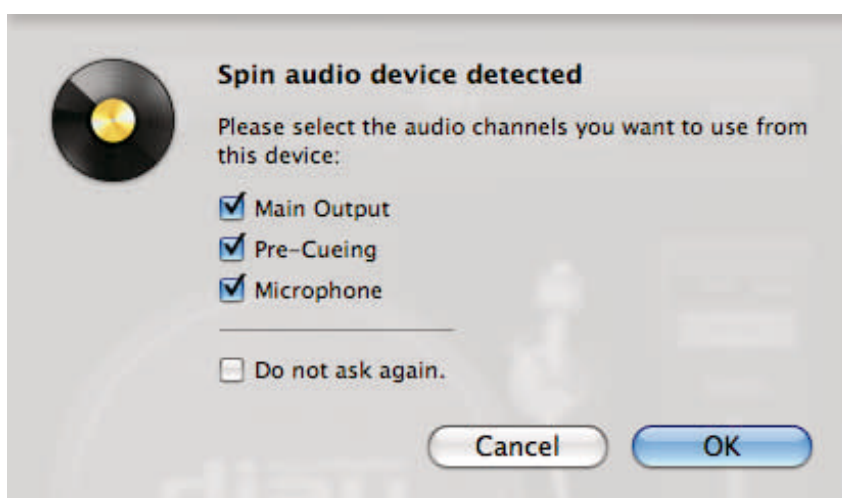 Spin audio device detected
Please select the audio channels you want to use from
this device:
Main Output
Pre-Cueing
Microphone
Do not ask again.
Cancel
OK
djay